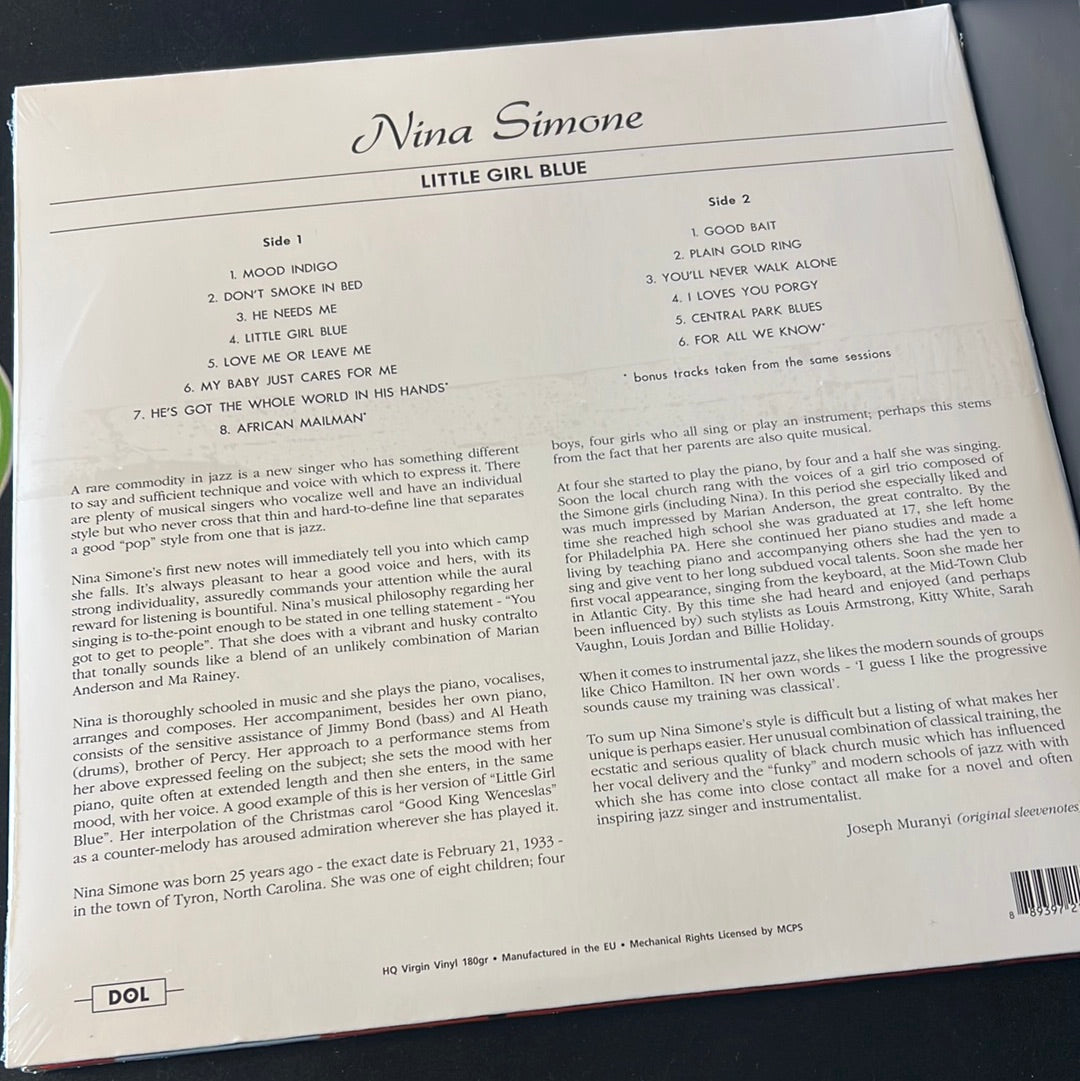 Nina Simone
LITTLE GIRL BLUE
Side 1
1. MOOD INDIGO
2. DON'T SMOKE IN BED
3. HE NEEDS ME
4. LITTLE GIRL BLUE
5. LOVE ME OR LEAVE ME
6. MY BABY JUST CARES FOR ME
7. HE'S GOT THE WHOLE WORLD IN HIS HANDS*
8. AFRICAN MAILMAN*
Side 2
1. GOOD BAIT
2. PLAIN GOLD RING
3. YOU'LL NEVER WALK ALONE
4. I LOVES YOU PORGY
5. CENTRAL PARK BLUES
6. FOR ALL WE KNOW*
* bonus tracks taken from the same sessions
A rare commodity in jazz is a new singer who has something different
to say and sufficient technique and voice with which to express it. There
are plenty of musical singers who vocalize well and have an individual
style but who never cross that thin and hard-to-define line that separates
a good "pop" style from one that is jazz.
Nina Simone's first new notes will immediately tell you into which camp
she falls. It's always pleasant to hear a good voice and hers, with its
strong individuality, assuredly commands your attention while the aural
reward for listening is bountiful. Nina's musical philosophy regarding her
singing is to-the-point enough to be stated in one telling statement - "You
got to get to people". That she does with a vibrant and husky contralto
that tonally sounds like a blend of an unlikely combination of Marian
Anderson and Ma Rainey.
Nina is thoroughly schooled in music and she plays the piano, vocalises,
arranges and composes. Her accompaniment, besides her own piano,
consists of the sensitive assistance of Jimmy Bond (bass) and Al Heath
(drums), brother of Percy. Her approach to a performance stems from
her above expressed feeling on the subject; she sets the mood with her
piano, quite often at extended length and then she enters, in the same
mood, with her voice. A good example of this is her version of "Little Girl
Blue". Her interpolation of the Christmas carol "Good King Wenceslas"
as a counter-melody has aroused admiration wherever she has played it.
Nina Simone was born 25 years ago - the exact date is February 21, 1933 -
in the town of Tyron, North Carolina. She was one of eight children; four
boys, four girls who all sing or play an instrument; perhaps this stems
from the fact that her parents are also quite musical.
At four she started to play the piano, by four and a half she was singing.
Soon the local church rang with the voices of a girl trio composed of
the Simone girls (including Nina). In this period she especially liked and
was much impressed by Marian Anderson, the great contralto. By the
time she reached high school she was graduated at 17, she left home
for Philadelphia PA. Here she continued her piano studies and made a
living by teaching piano and accompanying others she had the yen to
sing and give vent to her long subdued vocal talents. Soon she made her
first vocal appearance, singing from the keyboard, at the Mid-Town Club
in Atlantic City. By this time she had heard and enjoyed (and perhaps
been influenced by) such stylists as Louis Armstrong, Kitty White, Sarah
Vaughn, Louis Jordan and Billie Holiday.
When it comes to instrumental jazz, she likes the modern sounds of groups
like Chico Hamilton. IN her own words - 'I guess I like the progressive
sounds cause my training was classical'.
To sum up Nina Simone's style is difficult but a listing of what makes her
unique is perhaps easier. Her unusual combination of classical training, the
ecstatic and serious quality of black church music which has influenced
her vocal delivery and the "funky" and modern schools of jazz with with
which she has come into close contact all make for a novel and often
inspiring jazz singer and instrumentalist.
Joseph Muranyi (original sleevenotes
HQ Virgin Vinyl 180gr • Manufactured in the EU • Mechanical Rights Licensed by MCPS
DOL